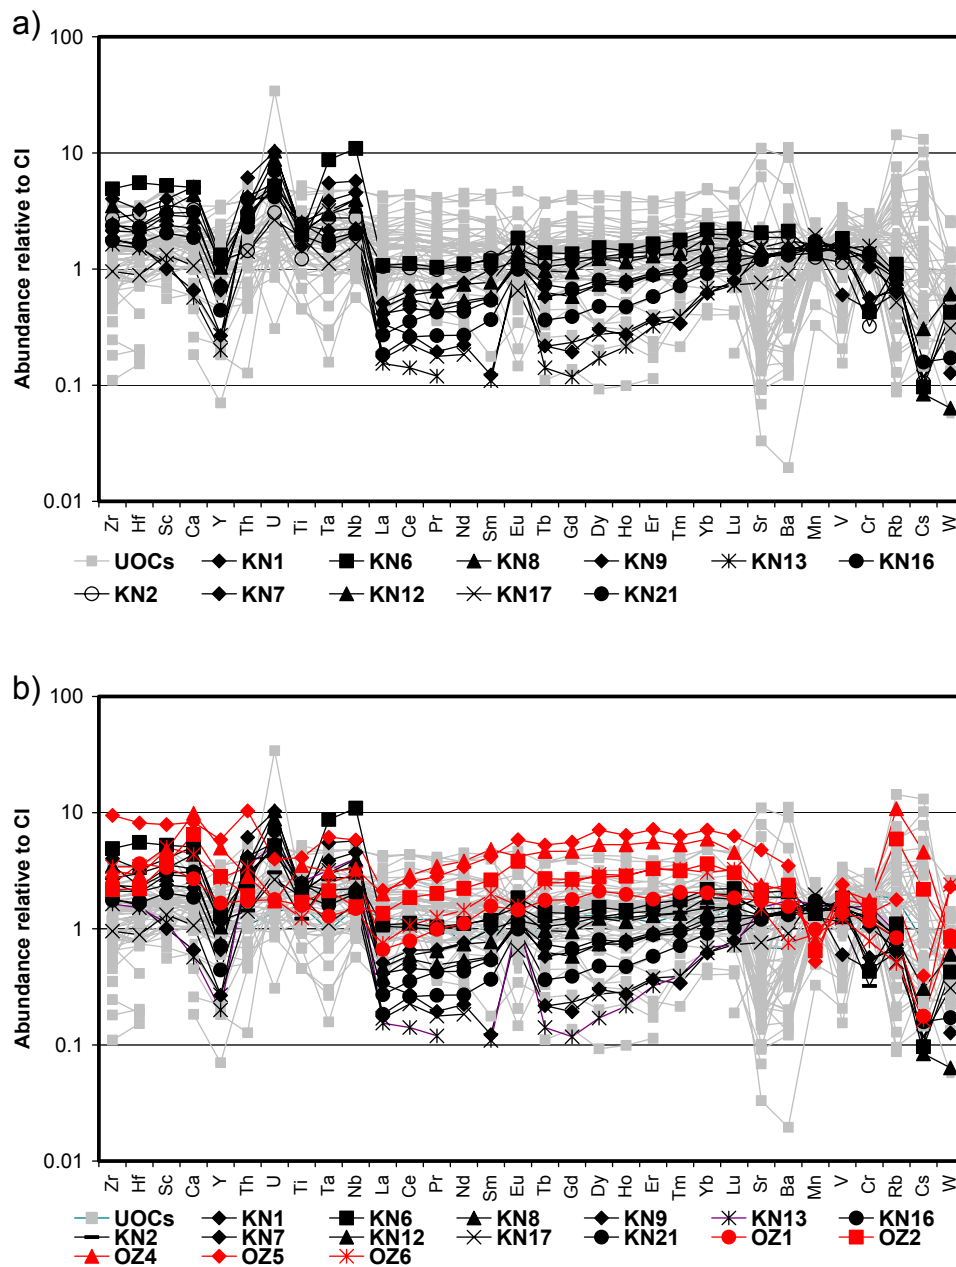 a)
100
10
1
0.1
0.01
Abundance relative to CI
Zr Hf Sc Ca Y Th U Ti Ta Nb La Ce Pr Nd Sm Eu Tb Gd Dy Ho Er Tm Yb Lu Sr Ba Mn V Cr Rb Cs W
UOCs KN1 KN6 KN8 KN9 KN13 KN16
KN2 KN7 KN12 KN17 KN21
b)
100
10
1
0.1
0.01
Abundance relative to CI
Zr Hf Sc Ca Y Th U Ti Ta Nb La Ce Pr Nd Sm Eu Tb Gd Dy Ho Er Tm Yb Lu Sr Ba Mn V Cr Rb Cs W
UOCs KN1 KN6 KN8 KN9 KN13 KN16
KN2 KN7 KN12 KN17 KN21 OZ1 OZ2
OZ4 OZ5 OZ6